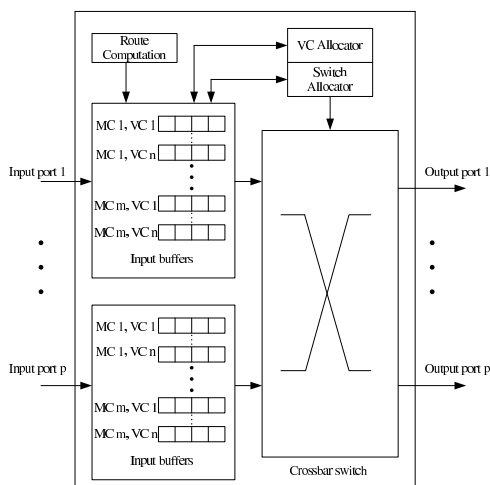 Route
Computation
VC Allocator
Switch
Allocator
MC 1, VC 1
MC 1, VC n
MC m, VC 1
MC m, VC n
Input buffers
Input port 1
Output port 1
MC 1, VC 1
MC 1, VC n
MC m, VC 1
MC m, VC n
Input buffers
Input port p
Output port p
Crossbar switch